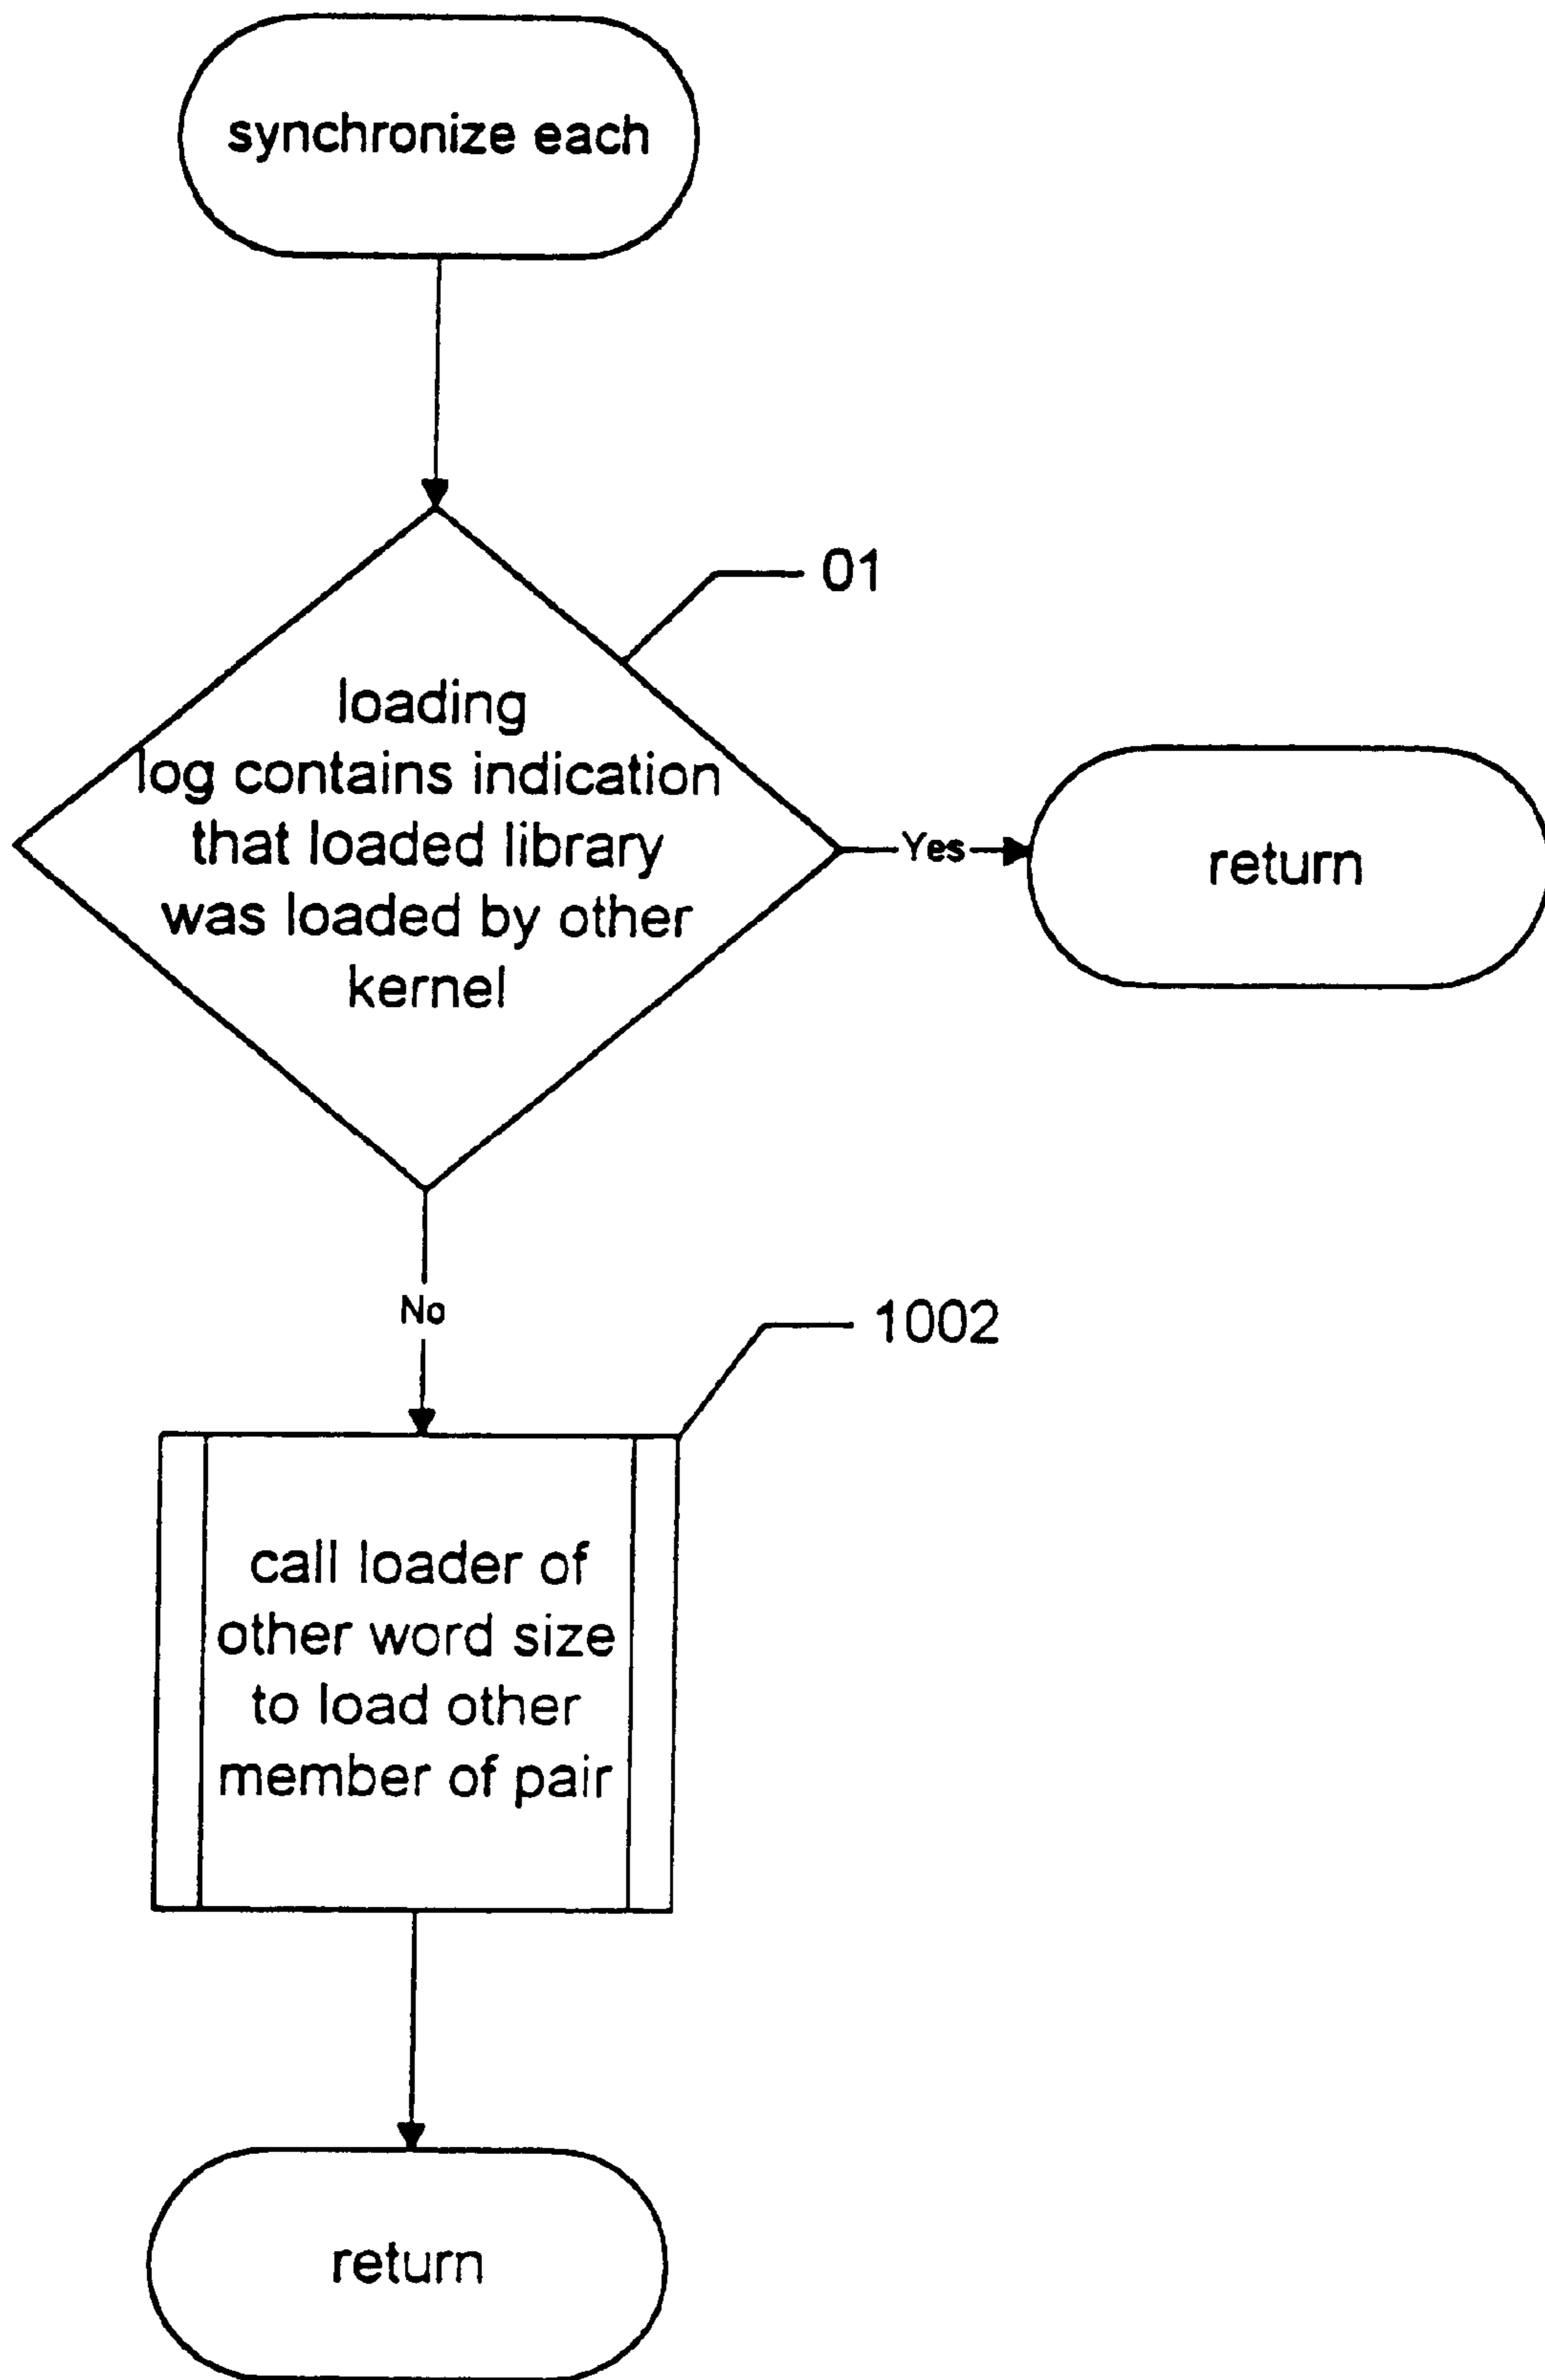 synchronize each
01
loading
log contains indication
that loaded library
was loaded by other
kernel
Yes
return
No
1002
call loader of
other word size
to load other
member of pair
return